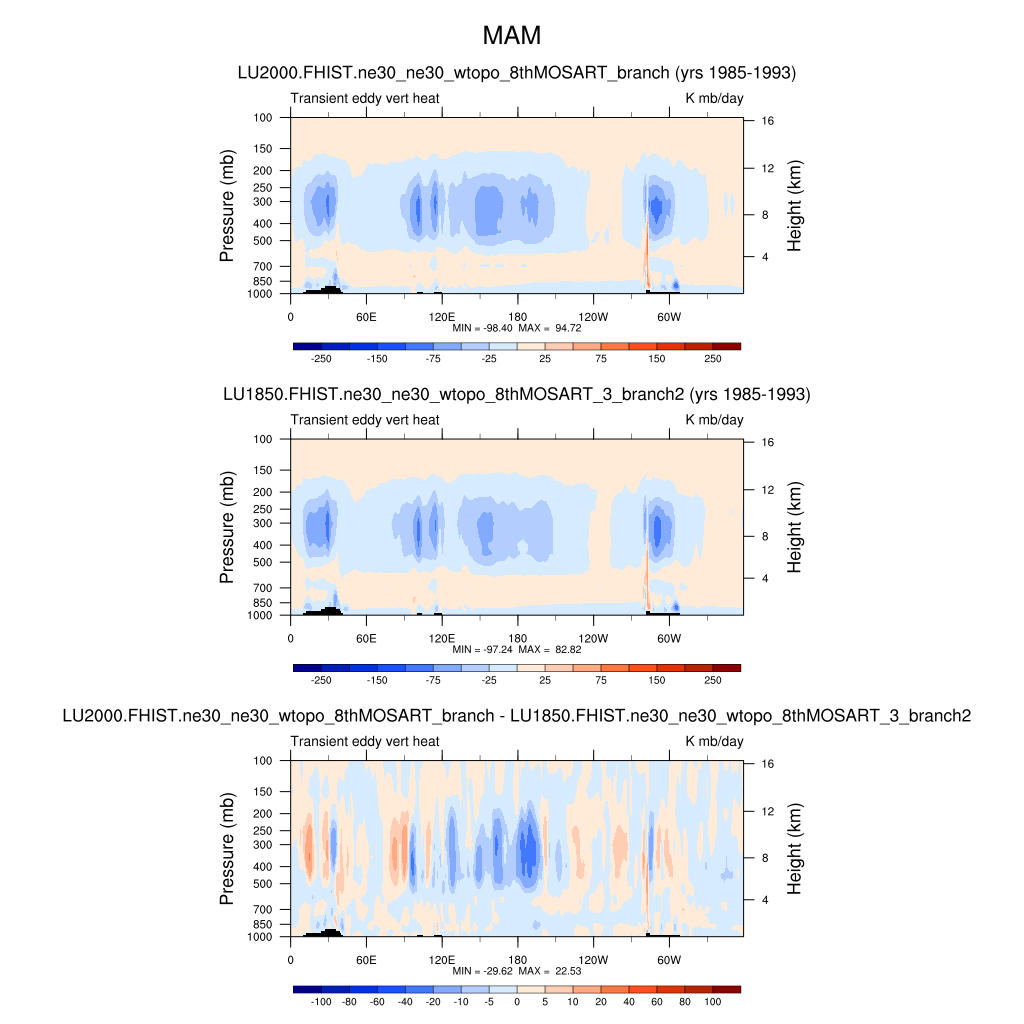 MAM
LU2000.FHIST.ne30_ne30_wtopo_8thMOSART_branch (yrs 1985-1993)
Transient eddy vert heat K mb/day
Pressure (mb)
100
150
200
250
300
400
500
700
850
1000
16
12
8
4
Height (km)
0 60E 120E 180 120W 60W
MIN = -98.40 MAX = 94.72
-250 -150 -75 -25 25 75 150 250
LU1850.FHIST.ne30_ne30_wtopo_8thMOSART_3_branch2 (yrs 1985-1993)
Transient eddy vert heat K mb/day
Pressure (mb)
100
150
200
250
300
400
500
700
850
1000
16
12
8
4
Height (km)
0 60E 120E 180 120W 60W
MIN = -97.24 MAX = 82.82
-250 -150 -75 -25 25 75 150 250
LU2000.FHIST.ne30_ne30_wtopo_8thMOSART_branch - LU1850.FHIST.ne30_ne30_wtopo_8thMOSART_3_branch2
Transient eddy vert heat K mb/day
Pressure (mb)
100
150
200
250
300
400
500
700
850
1000
16
12
8
4
Height (km)
0 60E 120E 180 120W 60W
MIN = -29.62 MAX = 22.53
-100 -80 -60 -40 -20 -10 -5 0 5 10 20 40 60 80 100